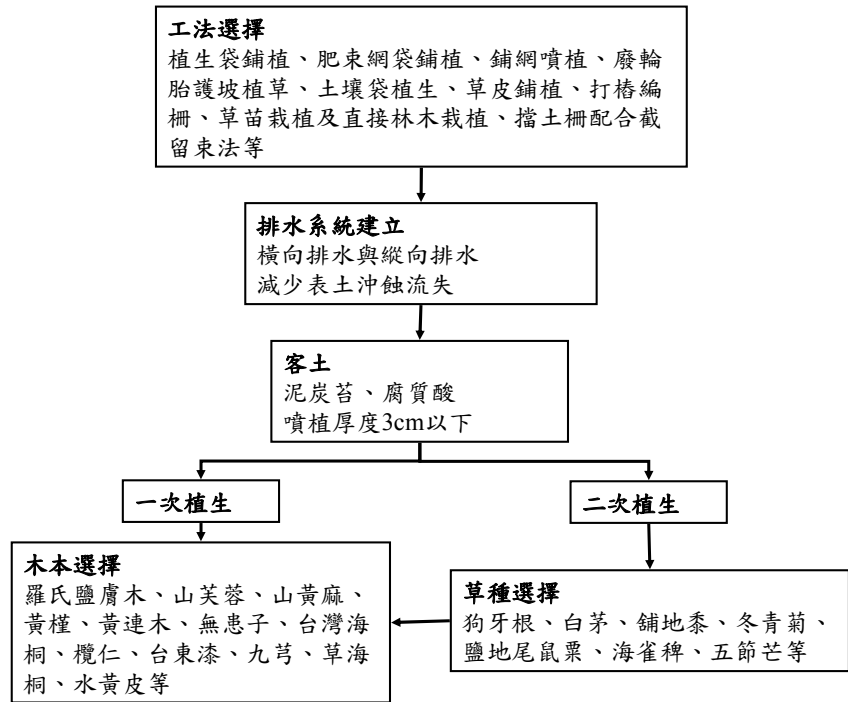 工法選擇
植生袋鋪植、肥束網袋鋪植、鋪網噴植、廢輪
胎護坡植草、土壤袋植生、草皮鋪植、打樁編
柵、草苗栽植及直接林木栽植、擋土柵配合截
留束法等
排水系統建立
橫向排水與縱向排水
減少表土沖蝕流失
客土
泥炭苔、腐質酸
噴植厚度3cm以下
一次植生
二次植生
木本選擇
羅氏鹽膚木、山芙蓉、山黃麻、
黃槿、黃連木、無患子、台灣海
桐、欖仁、台東漆、九芎、草海
桐、水黃皮等
草種選擇
狗牙根、白茅、舖地黍、冬青菊、
鹽地尾鼠粟、海雀稗、五節芒等